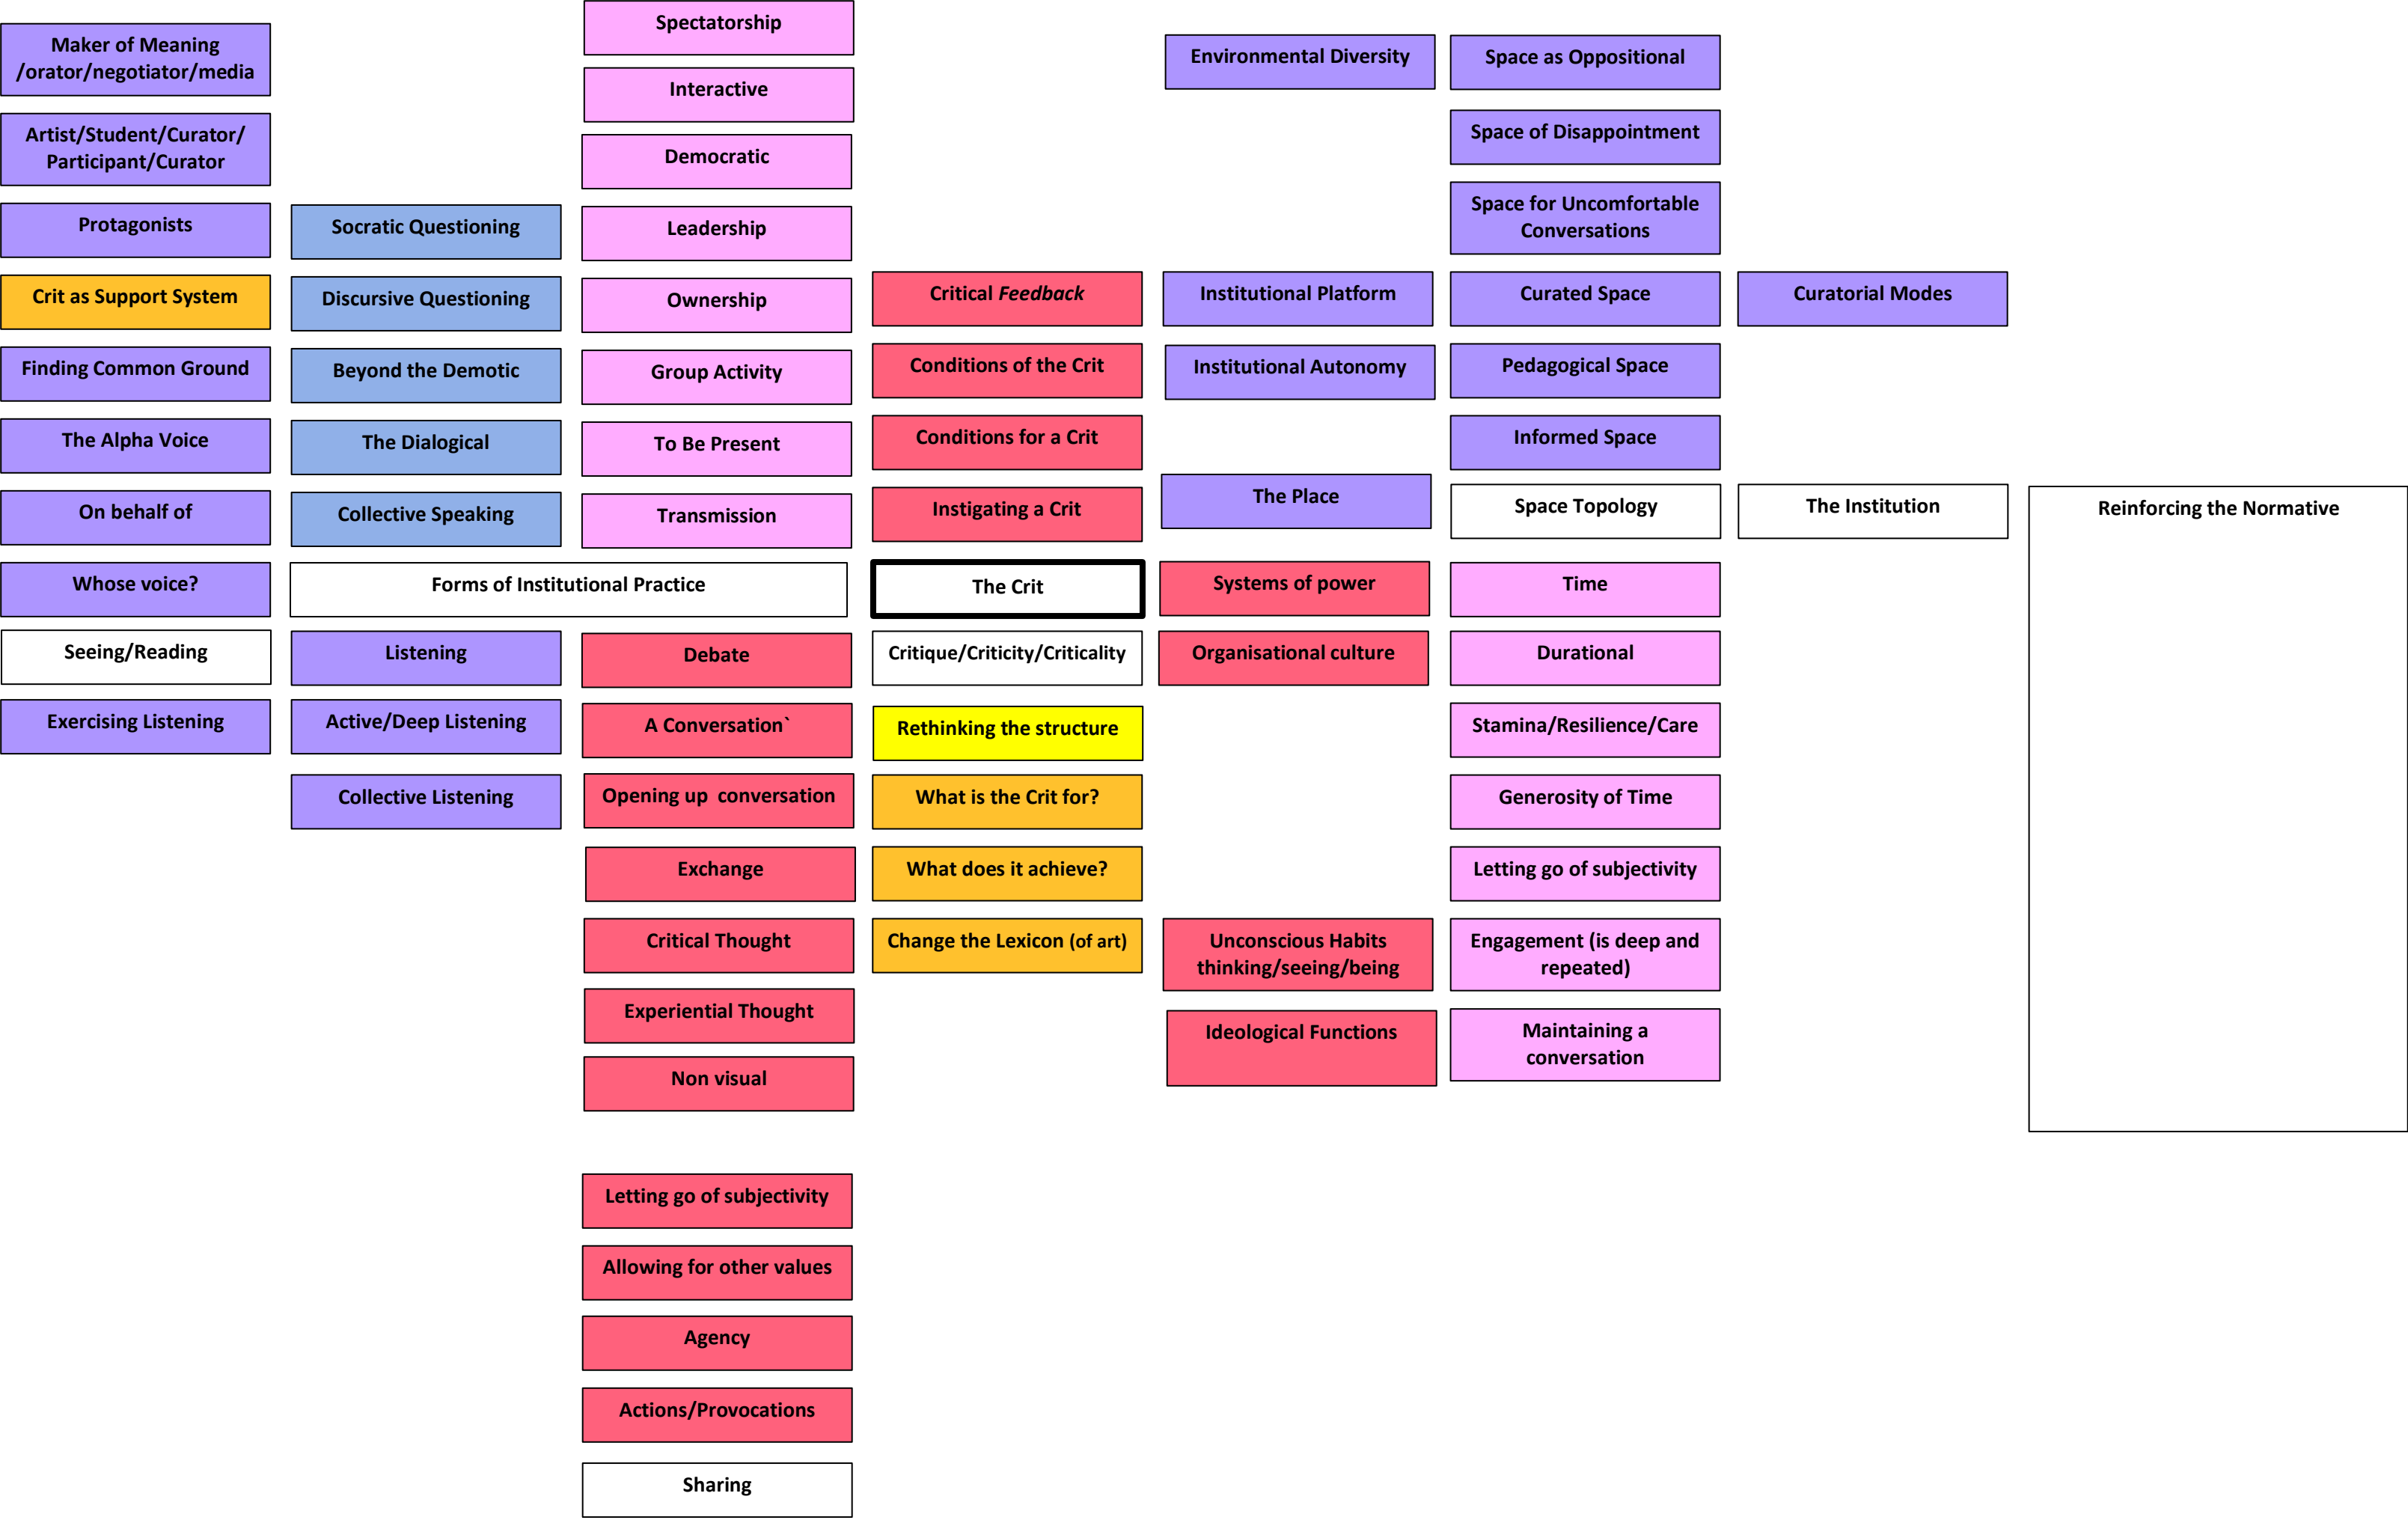 Maker of Meaning
/orator/negotiator/media
Artist/Student/Curator/
Participant/Curator
Protagonists
Crit as Support System
Finding Common Ground
The Alpha Voice
On behalf of
Whose voice?
Seeing/Reading
Exercising Listening
Socratic Questioning
Discursive Questioning
Beyond the Demotic
The Dialogical
Collective Speaking
Forms of Institutional Practice
Listening
Active/Deep Listening
Collective Listening
Spectatorship
Interactive
Democratic
Leadership
Ownership
Group Activity
To Be Present
Transmission
Debate
A Conversation`
Opening up  conversation
Exchange
Critical Thought
Experiential Thought
Non visual
Letting go of subjectivity
Allowing for other values
Agency
Actions/Provocations
Sharing
Critical Feedback
Conditions of the Crit
Conditions for a Crit
Instigating a Crit
The Crit
Critique/Criticity/Criticality
Rethinking the structure
What is the Crit for?
What does it achieve?
Change the Lexicon (of art)
Environmental Diversity
Institutional Platform
Institutional Autonomy
The Place
Systems of power
Organisational culture
Unconscious Habits
thinking/seeing/being
Ideological Functions
Space as Oppositional
Space of Disappointment
Space for Uncomfortable
Conversations
Curated Space
Pedagogical Space
Informed Space
Space Topology
Time
Durational
Stamina/Resilience/Care
Generosity of Time
Letting go of subjectivity
Engagement (is deep and
repeated)
Maintaining a
conversation
Curatorial Modes
The Institution
Reinforcing the Normative